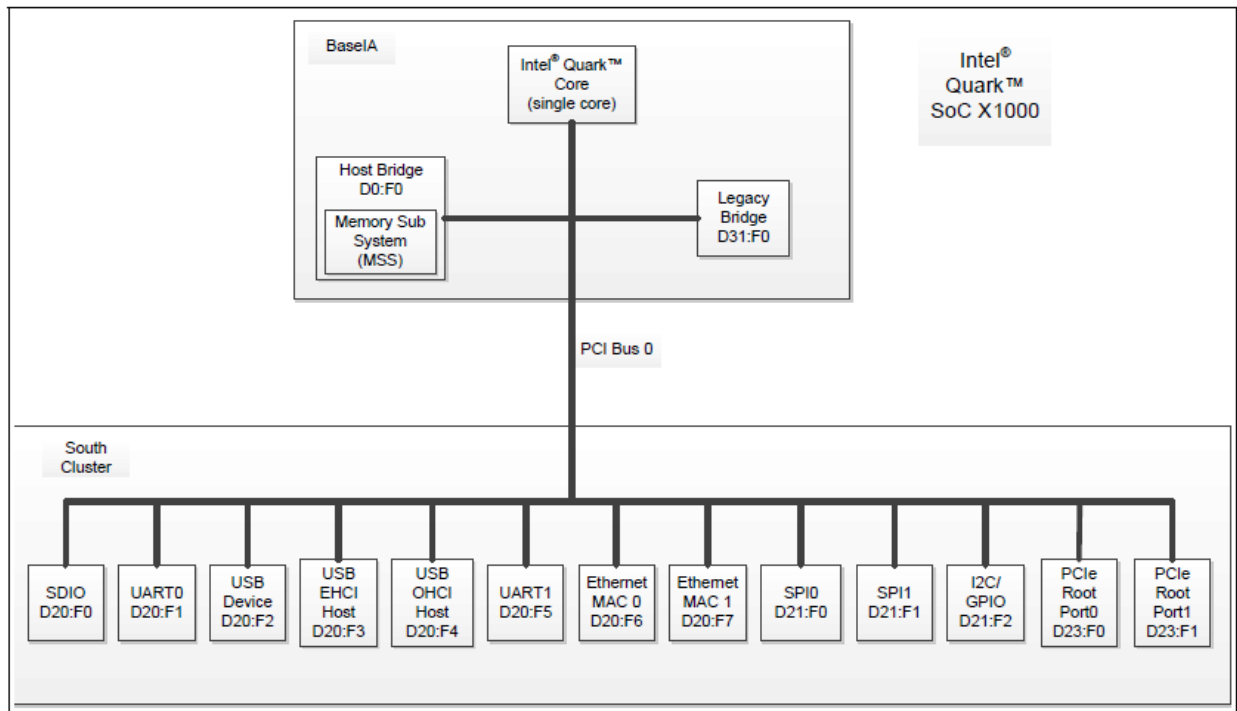 BaseIA
Intel® Quark™
Core
(single core)
Intel®
Quark™
SoC X1000
Host Bridge
D0:F0
Memory Sub
System
(MSS)
Legacy
Bridge
D31:F0
PCI Bus 0
South
Cluster
SDIO
D20:F0
UART0
D20:F1
USB
Device
D20:F2
USB
EHCI
Host
D20:F3
USB
OHCI
Host
D20:F4
UART1
D20:F5
Ethernet
MAC 0
D20:F6
Ethernet
MAC 1
D20:F7
SPI0
D21:F0
SPI1
D21:F1
I2C/
GPIO
D21:F2
PCIe
Root
Port0
D23:F0
PCIe
Root
Port1
D23:F1